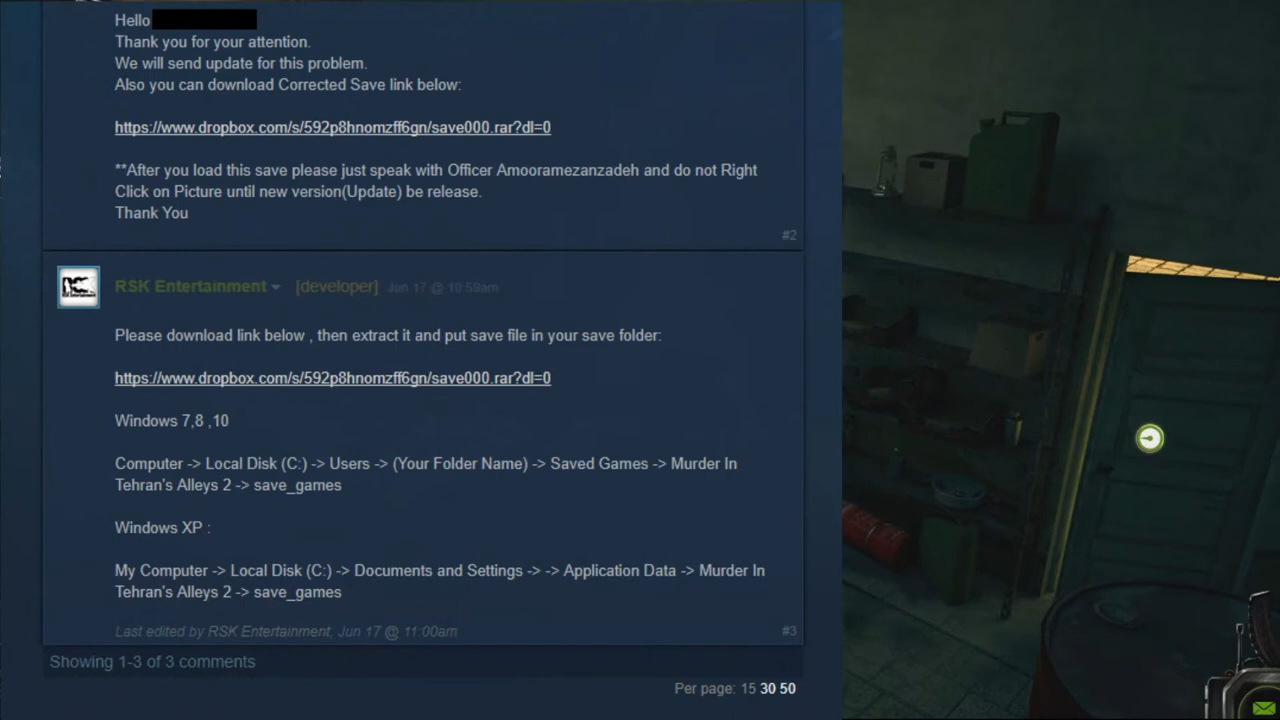 Hello
Thank you for your attention.
We will send update for this problem.
Also you can download Corrected Save link below:
https://www.dropbox.com/s/592p8hnomzff6gn/save000.rar?dl=0
**After you load this save please just speak with Officer Amooramezanzadeh and do not Right
Click on Picture until new version(Update) be release.
Thank You
#2
RSK Entertainment [developer] Jun 17 @ 10:59am
Please download link below , then extract it and put save file in your save folder:
https://www.dropbox.com/s/592p8hnomzff6gn/save000.rar?dl=0
Windows 7,8 ,10
Computer -> Local Disk (C:) -> Users -> (Your Folder Name) -> Saved Games -> Murder In
Tehran's Alleys 2 -> save_games
Windows XP :
My Computer -> Local Disk (C:) -> Documents and Settings -> -> Application Data -> Murder In
Tehran's Alleys 2 -> save_games
Last edited by RSK Entertainment; Jun 17 @ 11:00am
#3
Showing 1-3 of 3 comments
Per page: 15 30 50